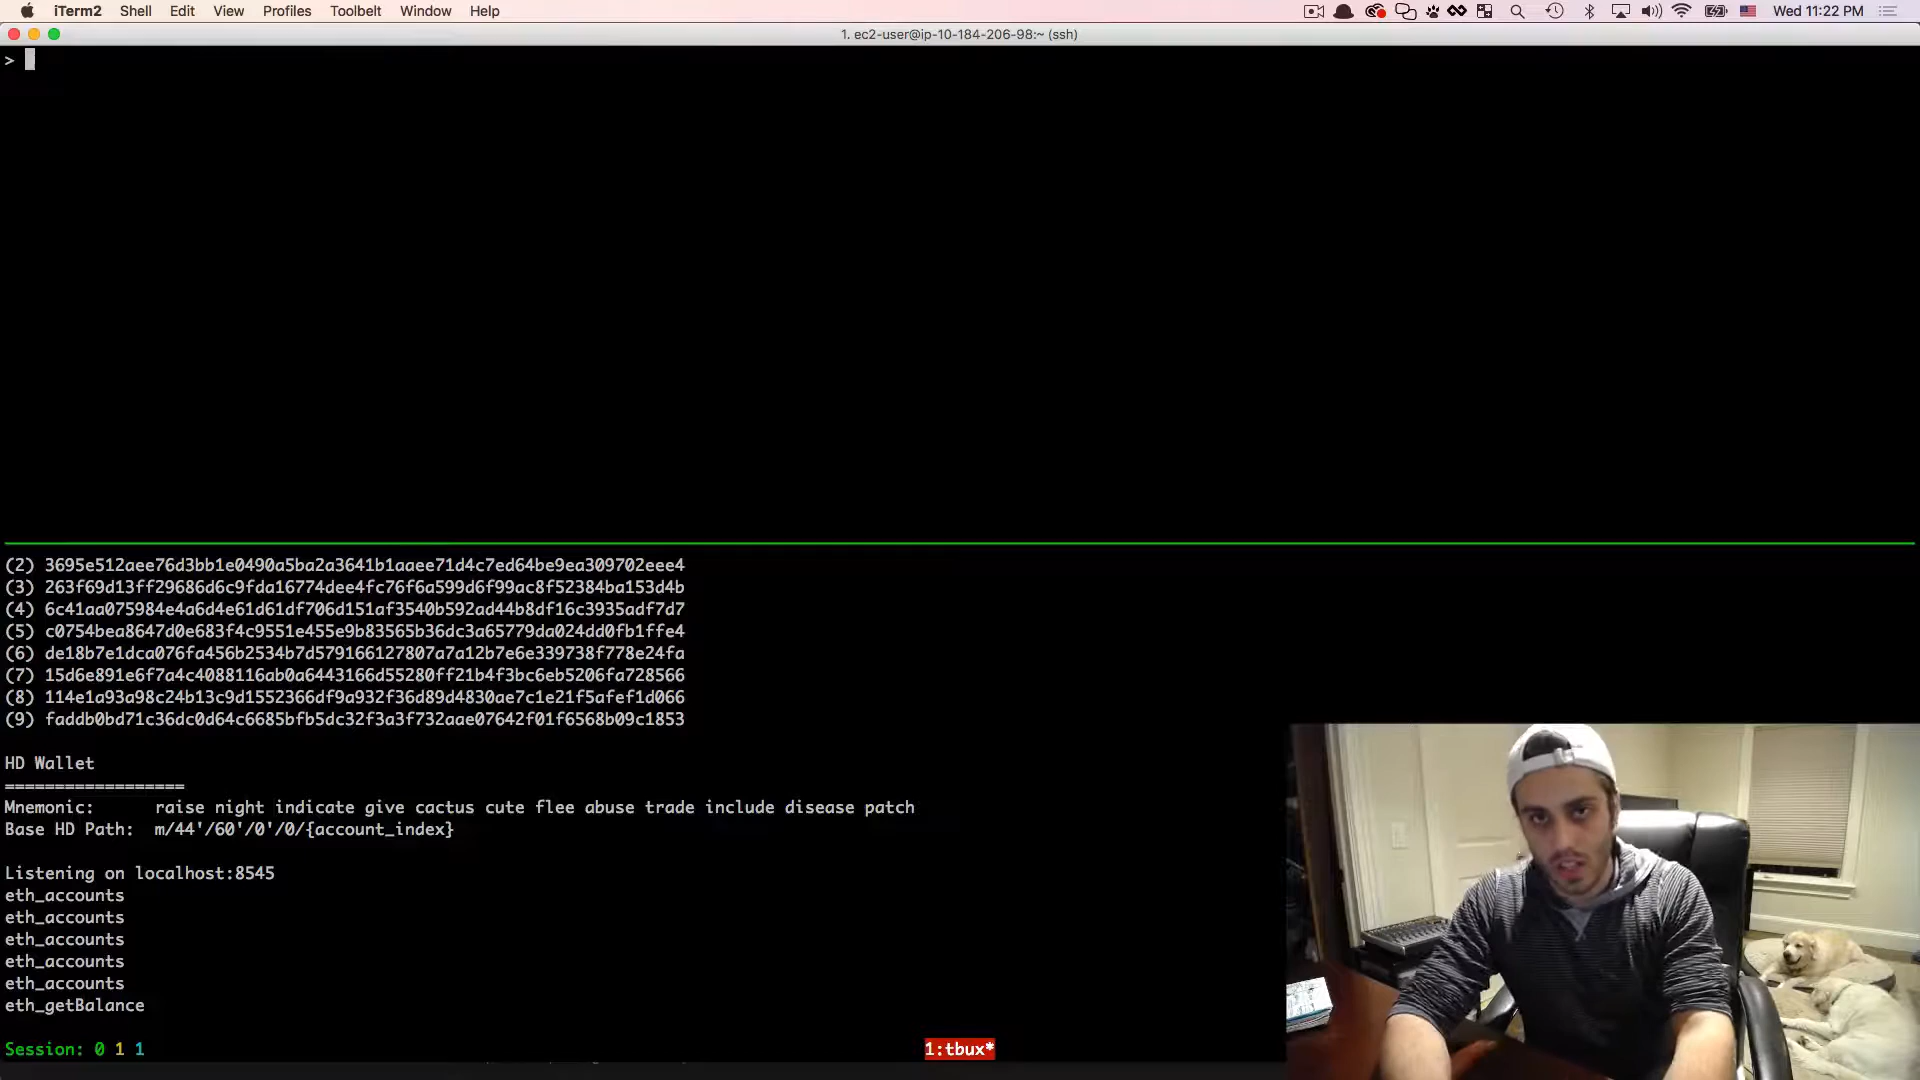 iTerm2 Shell Edit View Profiles Toolbelt Window Help Wed 11:22 PM
1. ec2-user@ip-10-184-206-98:~ (ssh)
>
(2) 3695e512aee76d3bb1e0490a5ba2a3641b1aaee71d4c7ed64be9ea309702eee4
(3) 263f69d13ff29686d6c9fda16774dee4fc76f6a599d6f99ac8f52384ba153d4b
(4) 6c41aa075984e4a6d4e61d61df706d151af3540b592ad44b8df16c3935adf7d7
(5) c0754bea8647d0e683f4c9551e455e9b83565b36dc3a65779da024dd0fb1ffe4
(6) de18b7e1dca076fa456b2534b7d579166127807a7a12b7e6e339738f778e24fa
(7) 15d6e891e6f7a4c4088116ab0a6443166d55280ff21b4f3bc6eb5206fa728566
(8) 114e1a93a98c24b13c9d1552366df9a932f36d89d4830ae7c1e21f5afef1d066
(9) faddb0bd71c36dc0d64c6685bfb5dc32f3a3f732aae07642f01f6568b09c1853
HD Wallet
==================
Mnemonic: raise night indicate give cactus cute flee abuse trade include disease patch
Base HD Path: m/44'/60'/0'/0/{account_index}
Listening on localhost:8545
eth_accounts
eth_accounts
eth_accounts
eth_accounts
eth_accounts
eth_getBalance
Session: 0 1 1 1:tbux*